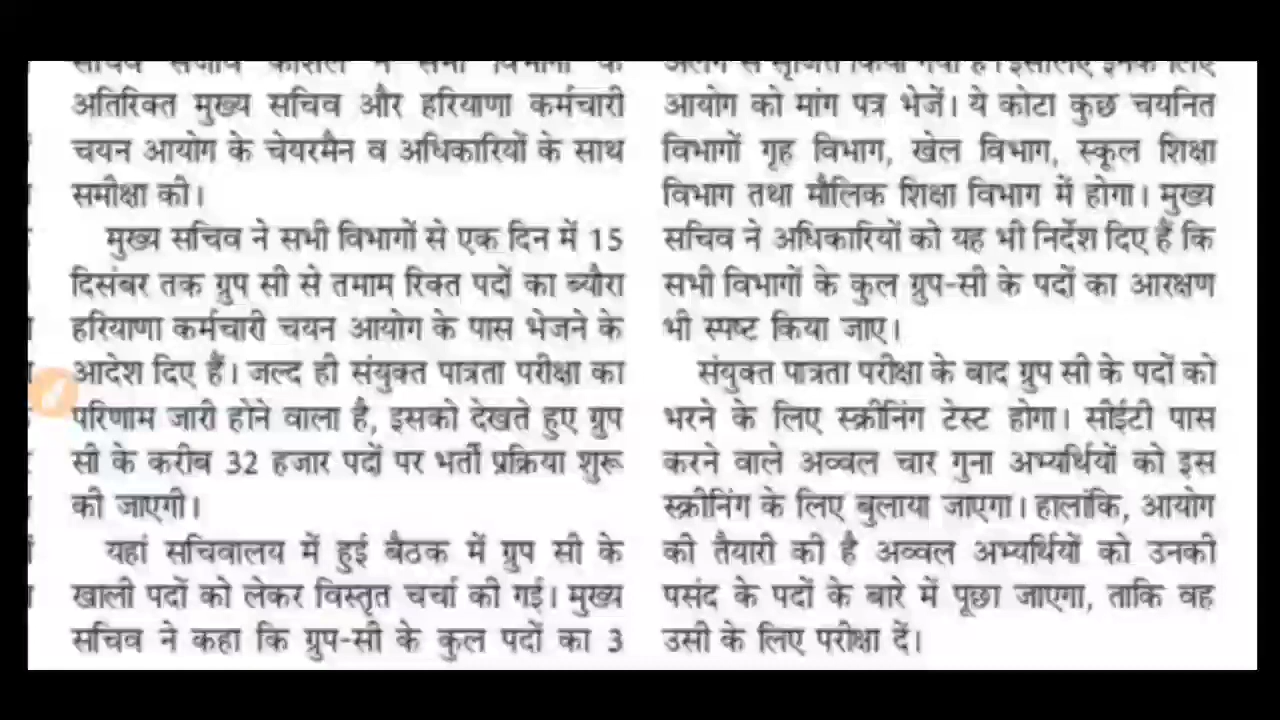 अतिरिक्त मुख्य सचिव और हरियाणा कर्मचारी
चयन आयोग के चेयरमैन व अधिकारियों के साथ
समीक्षा की।
मुख्य सचिव ने सभी विभागों से एक दिन में 15
दिसंबर तक ग्रुप सी से तमाम रिक्त पदों का ब्यौरा
हरियाणा कर्मचारी चयन आयोग के पास भेजने के
आदेश दिए हैं। जल्द ही संयुक्त पात्रता परीक्षा का
परिणाम जारी होने वाला है, इसको देखते हुए ग्रुप
सी के करीब 32 हजार पदों पर भर्ती प्रक्रिया शुरू
की जाएगी।
यहां सचिवालय में हुई बैठक में ग्रुप सी के
खाली पदों को लेकर विस्तृत चर्चा की गई। मुख्य
सचिव ने कहा कि ग्रुप-सी के कुल पदों का 3
आयोग को मांग पत्र भेजें। ये कोटा कुछ चयनित
विभागों गृह विभाग, खेल विभाग, स्कूल शिक्षा
विभाग तथा मौलिक शिक्षा विभाग में होगा। मुख्य
सचिव ने अधिकारियों को यह भी निर्देश दिए हैं कि
सभी विभागों के कुल ग्रुप-सी के पदों का आरक्षण
भी स्पष्ट किया जाए।
संयुक्त पात्रता परीक्षा के बाद ग्रुप सी के पदों को
भरने के लिए स्क्रीनिंग टेस्ट होगा। सीईटी पास
करने वाले अव्वल चार गुना अभ्यर्थियों को इस
स्क्रीनिंग के लिए बुलाया जाएगा। हालांकि, आयोग
की तैयारी की है अव्वल अभ्यर्थियों को उनकी
पसंद के पदों के बारे में पूछा जाएगा, ताकि वह
उसी के लिए परीक्षा दें।